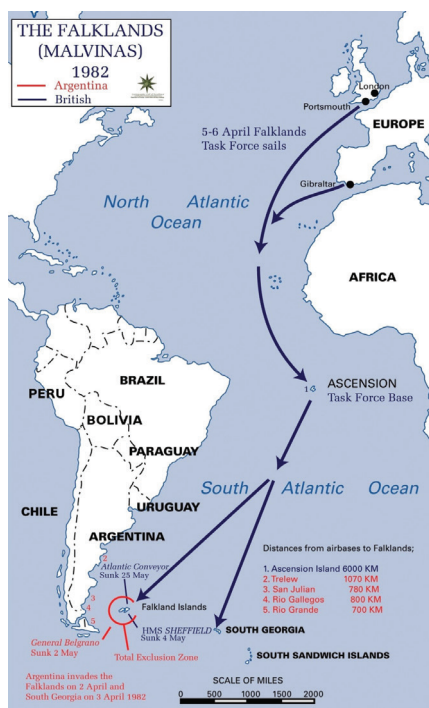 THE FALKLANDS
(MALVINAS)
1982
Argentina
British
London
Portsmouth
5-6 April Falklands
Task Force sails
EUROPE
Gibraltar
North Atlantic
Ocean
AFRICA
BRAZIL
PERU
ASCENSION
1
Task Force Base
BOLIVIA
PARAGUAY
South Atlantic Ocean
URUGUAY
CHILE
ARGENTINA
2
Atlantic Conveyor
Sunk 25 May
3
4
5
Falkland Islands
HMS SHEFFIELD
Sunk 4 May
General Belgrano
Sunk 2 May
Total Exclusion Zone
SOUTH GEORGIA
SOUTH SANDWICH ISLANDS
Distances from airbases to Falklands;
1. Ascension Island 6000 KM
2. Trelew 1070 KM
3. San Julian 780 KM
4. Rio Gallegos 800 KM
5. Rio Grande 700 KM
Argentina invades the
Falklands on 2 April and
South Georgia on 3 April 1982
SCALE OF MILES
0 500 1000 1500 2000